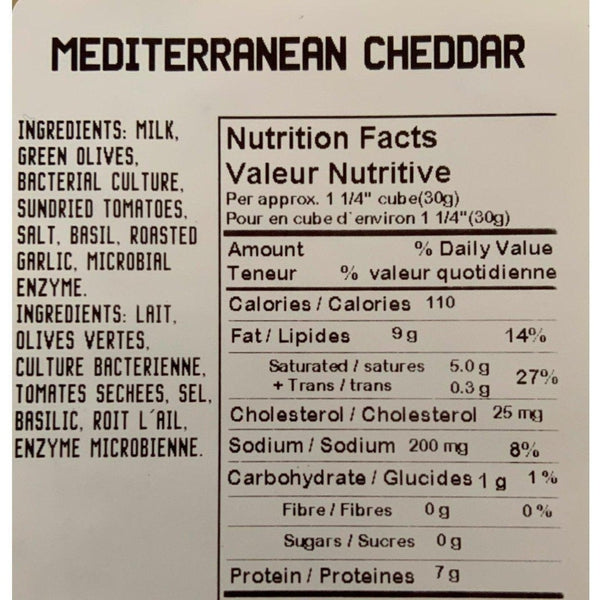 MEDITERRANEAN CHEDDAR
INGREDIENTS: MILK,
GREEN OLIVES,
BACTERIAL CULTURE,
SUNDRIED TOMATOES,
SALT, BASIL, ROASTED
GARLIC, MICROBIAL
ENZYME.
INGREDIENTS: LAIT,
OLIVES VERTES,
CULTURE BACTERIENNE,
TOMATES SECHEES, SEL,
BASILIC, ROIT L´AIL,
ENZYME MICROBIENNE.
Nutrition Facts
Valeur Nutritive
Per approx. 1 1/4" cube(30g)
Pour en cube d`environ 1 1/4"(30g)
Amount % Daily Value
Teneur % valeur quotidienne
Calories / Calories 110
Fat / Lipides 9 g 14%
Saturated / satures 5.0 g
+ Trans / trans 0.3 g 27%
Cholesterol / Cholesterol 25 mg
Sodium / Sodium 200 mg 8%
Carbohydrate / Glucides 1 g 1 %
Fibre / Fibres 0 g 0 %
Sugars / Sucres 0 g
Protein / Proteines 7 g